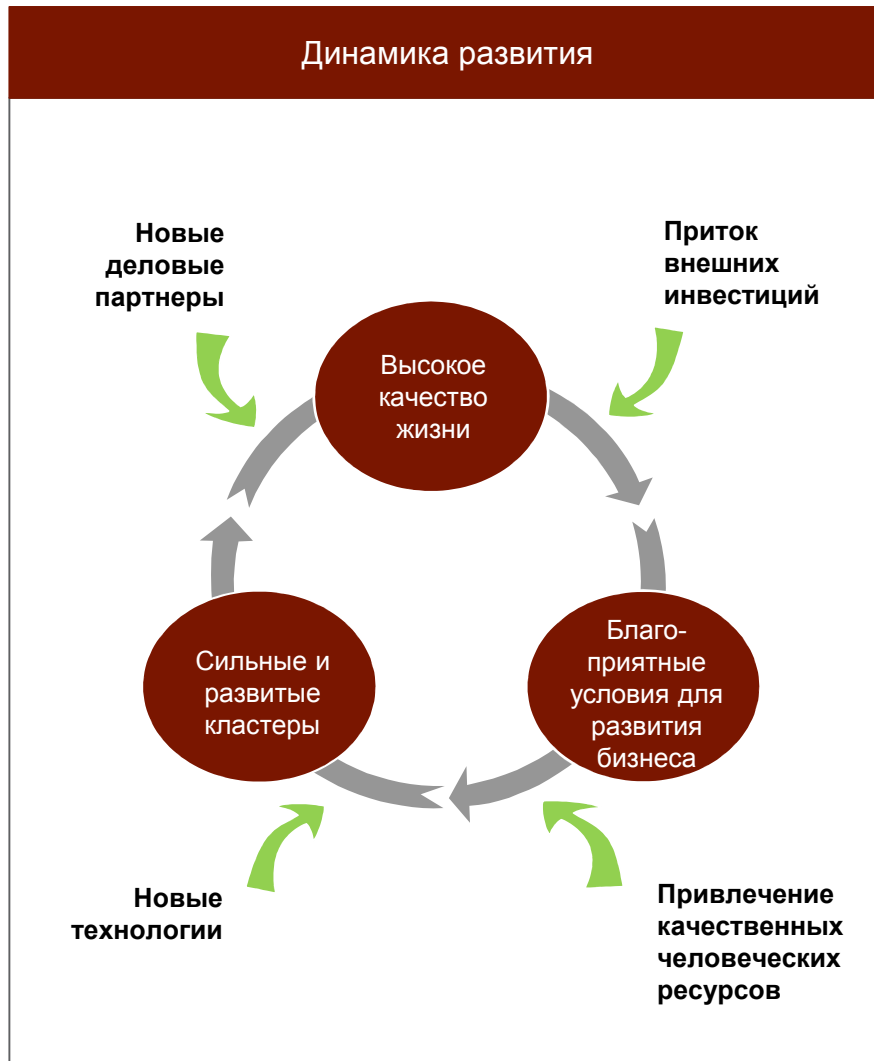 Динамика развития
Новые
деловые
партнеры
Приток
внешних
инвестиций
Высокое
качество
жизни
Сильные и
развитые
кластеры
Благо-
приятные
условия для
развития
бизнеса
Новые
технологии
Привлечение
качественных
человеческих
ресурсов